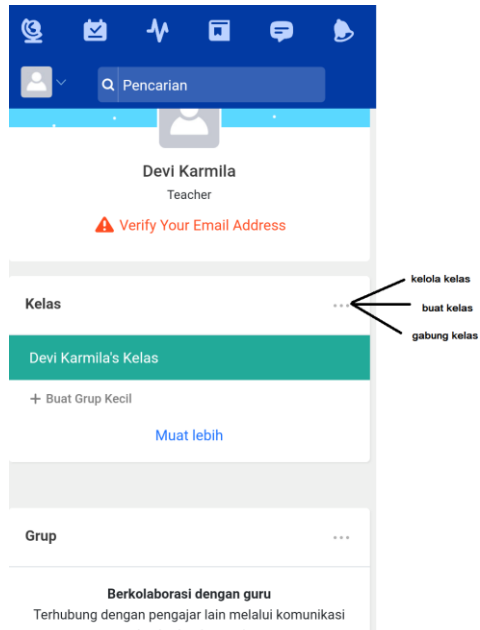 Pencarian
Devi Karmila
Teacher
Verify Your Email Address
Kelas
kelola kelas
buat kelas
gabung kelas
Devi Karmila's Kelas
+ Buat Grup Kecil
Muat lebih
Grup
Berkolaborasi dengan guru
Terhubung dengan pengajar lain melalui komunikasi